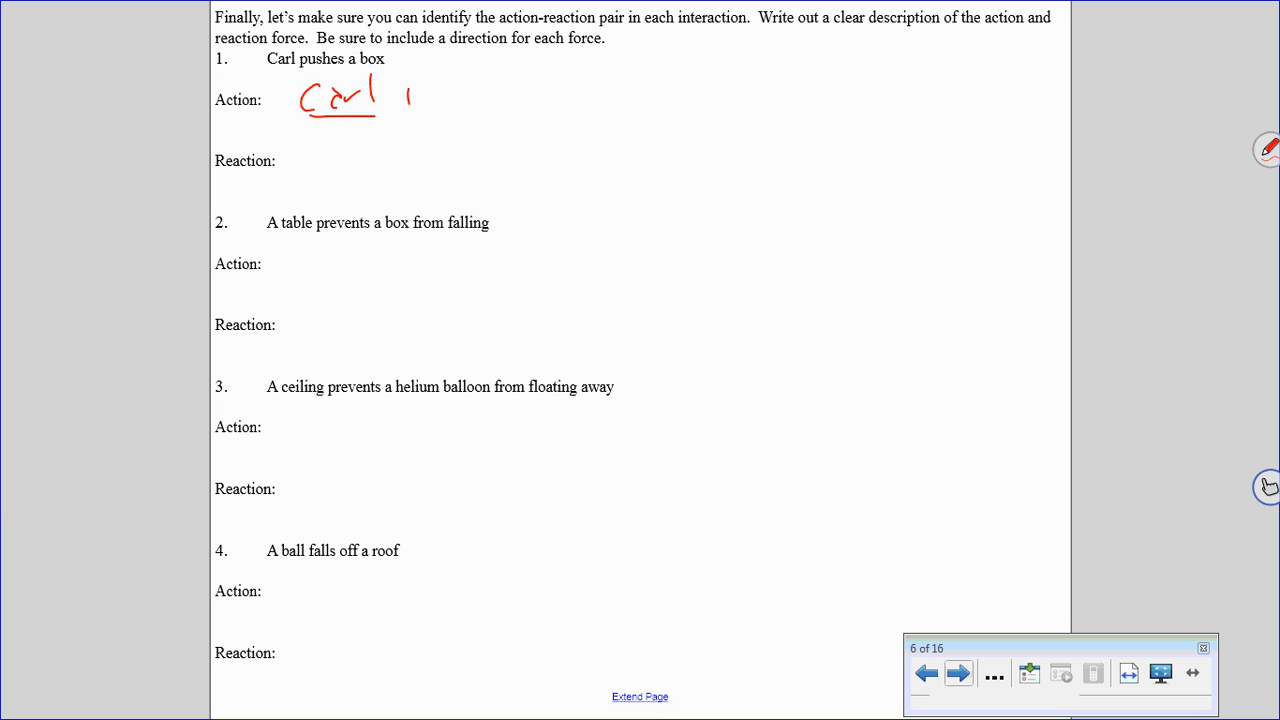 Finally, let’s make sure you can identify the action-reaction pair in each interaction.  Write out a clear description of the action and
reaction force.  Be sure to include a direction for each force.
1. Carl pushes a box
Action: Carl
Reaction:
2. A table prevents a box from falling
Action:
Reaction:
3. A ceiling prevents a helium balloon from floating away
Action:
Reaction:
4. A ball falls off a roof
Action:
Reaction:
6 of 16
Extend Page